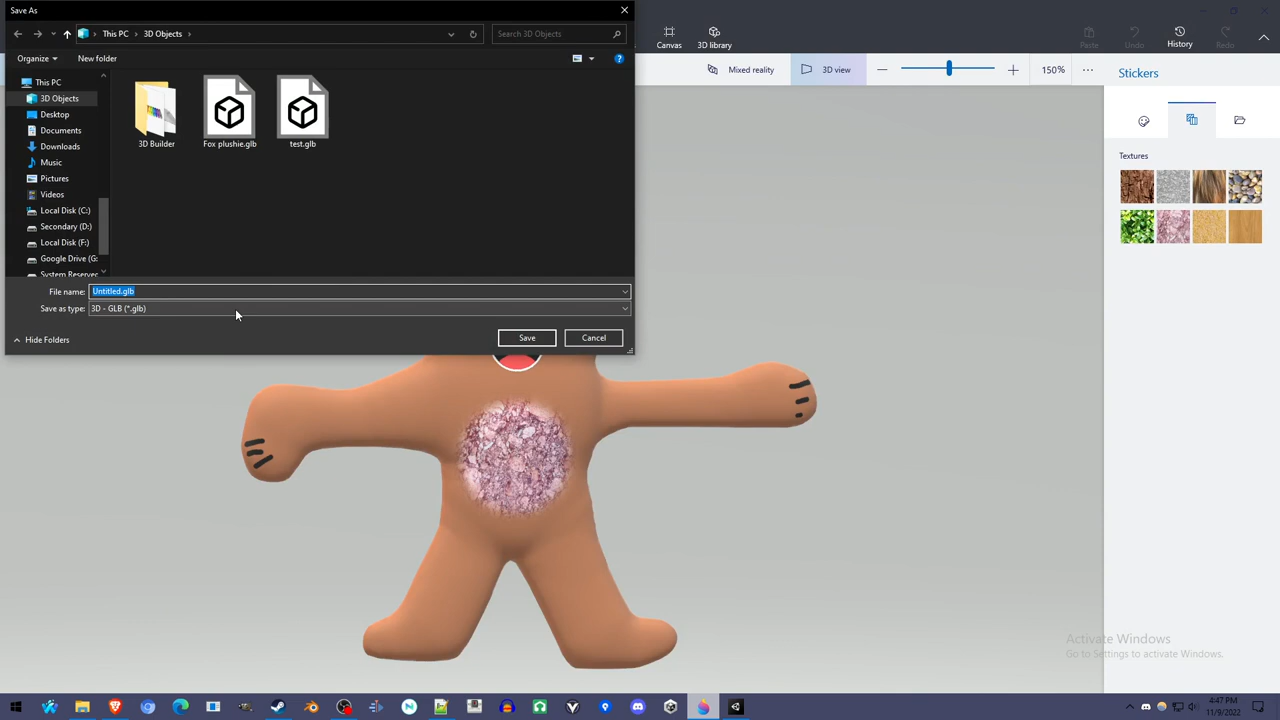 Save As
This PC
3D Objects
Search 3D Objects
Organize
New folder
This PC
3D Objects
Desktop
Documents
Downloads
Music
Pictures
Videos
Local Disk (C:)
Secondary (D:)
Local Disk (F:)
Google Drive (G:
System Reserved
3D Builder
Fox plushie.glb
test.glb
File name:
Untitled.glb
Save as type:
3D - GLB (*.glb)
Hide Folders
Save
Cancel
Canvas
3D library
Paste
Undo
History
Redo
Mixed reality
3D view
150%
Stickers
Textures
Activate Windows
Go to Settings to activate Windows.
4:47 PM
11/9/2022